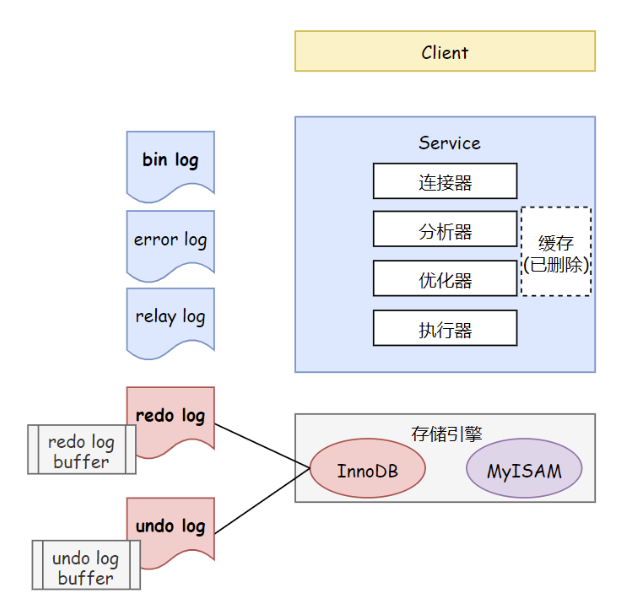 Client
Service
连接器
分析器
优化器
执行器
缓存
(已删除)
bin log
error log
relay log
redo log
redo log
buffer
undo log
undo log
buffer
存储引擎
InnoDB
MyISAM